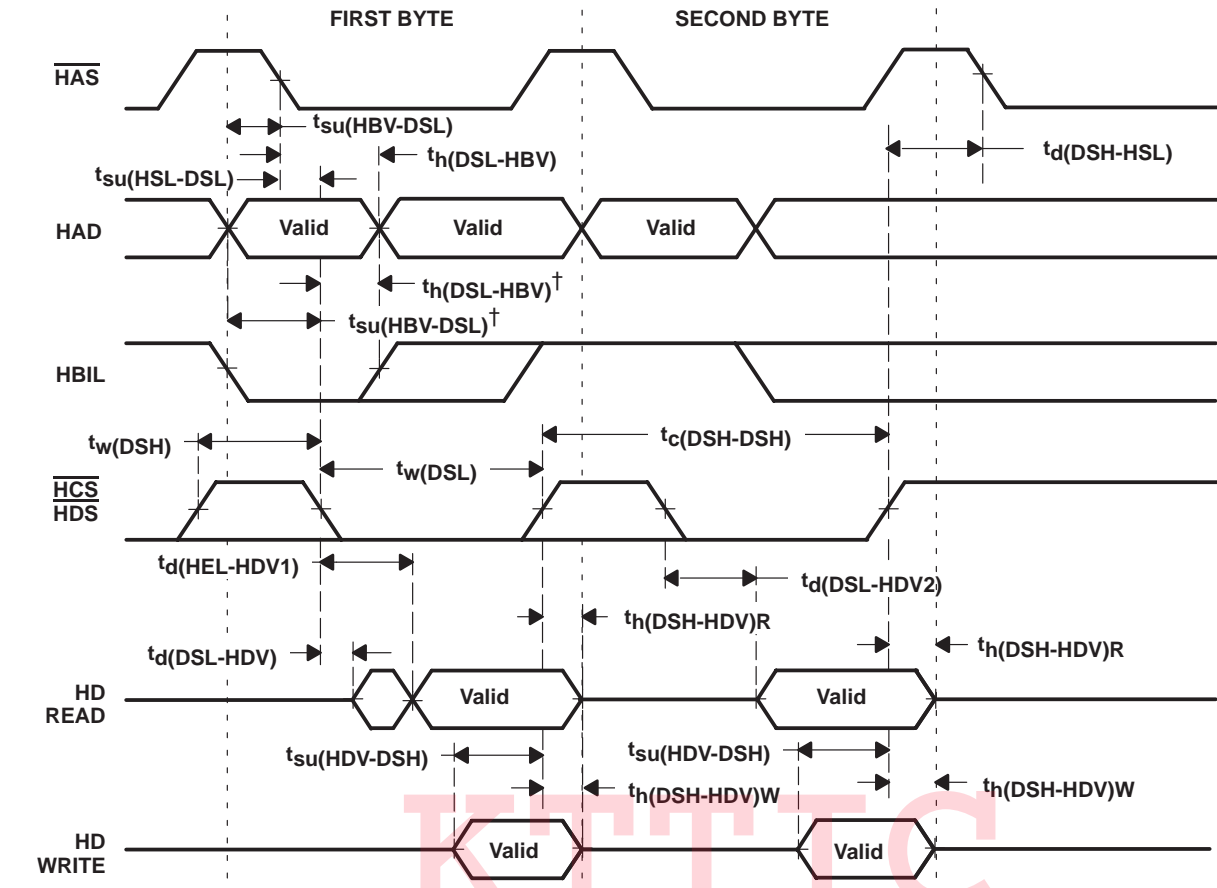 FIRST BYTE
SECOND BYTE
HAS
tsu(HBV-DSL)
th(DSL-HBV)
td(DSH-HSL)
tsu(HSL-DSL)
HAD
Valid
Valid
Valid
th(DSL-HBV)†
tsu(HBV-DSL)†
HBIL
tw(DSH)
tc(DSH-DSH)
tw(DSL)
HCS
HDS
td(HEL-HDV1)
td(DSL-HDV2)
th(DSH-HDV)R
td(DSL-HDV)
th(DSH-HDV)R
HD
READ
Valid
Valid
tsu(HDV-DSH)
tsu(HDV-DSH)
th(DSH-HDV)W
th(DSH-HDV)W
HD
WRITE
Valid
Valid
KTTIC